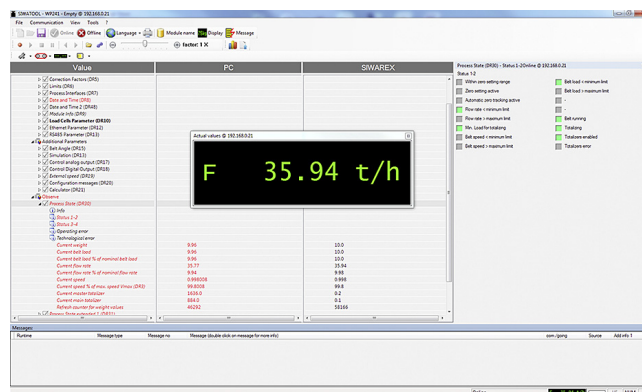 SIWATOOL - WP241 - Empty @ 192.168.0.21
File Communication View Tools ?
Online Offline Language Module name Display Message
factor: 1 X
Value PC SIWAREX
Correction Factors (DR5)
Limits (DR6)
Process Interfaces (DR7)
Date and Time (DR8)
Date and Time 2 (DR48)
Module Info (DR9)
Load Cells Parameter (DR10)
Ethernet Parameter (DR12)
RS485 Parameter (DR13)
Additional Parameters
Belt Angle (DR15)
Simulation (DR13)
Control analog output (DR17)
Control Digital Output (DR18)
External speed (DR19)
Configuration messages (DR20)
Calculator (DR21)
Observe
Process State (DR30)
Info
Status 1-2
Status 3-4
Operating error
Technological error
Current weight 9.96 10.0
Current belt load 9.96 10.0
Current belt load % of nominal belt load 9.96 10.0
Current flow rate 35.77 35.94
Current flow rate % of nominal flow rate 9.94 9.98
Current speed 0.998008 0.998
Current speed % of max. speed Vmax (DR3) 99.8008 99.8
Current master totalizer 1636.0 0.2
Current main totalizer 884.0 0.1
Refresh counter for weight values 46292 58166
Process State extended 1 (DR31)
Actual values @ 192.168.0.21
F 35.94 t/h
Process State (DR30) - Status 1-2 Online @ 192.168.0.21
Status 1-2
Within zero setting range Belt load < minimum limit
Zero setting active Belt load > maximum limit
Automatic zero tracking active -
Flow rate < minimum limit -
Flow rate > maximum limit Belt running
Min. Load for totalizing Totalizing
Belt speed < minimum limit Totalizers enabled
Belt speed > maximum limit Totalizers error
Messages:
Runtime Message type Message no Message (double click on message for more info) com./going Source Add info 1
Online